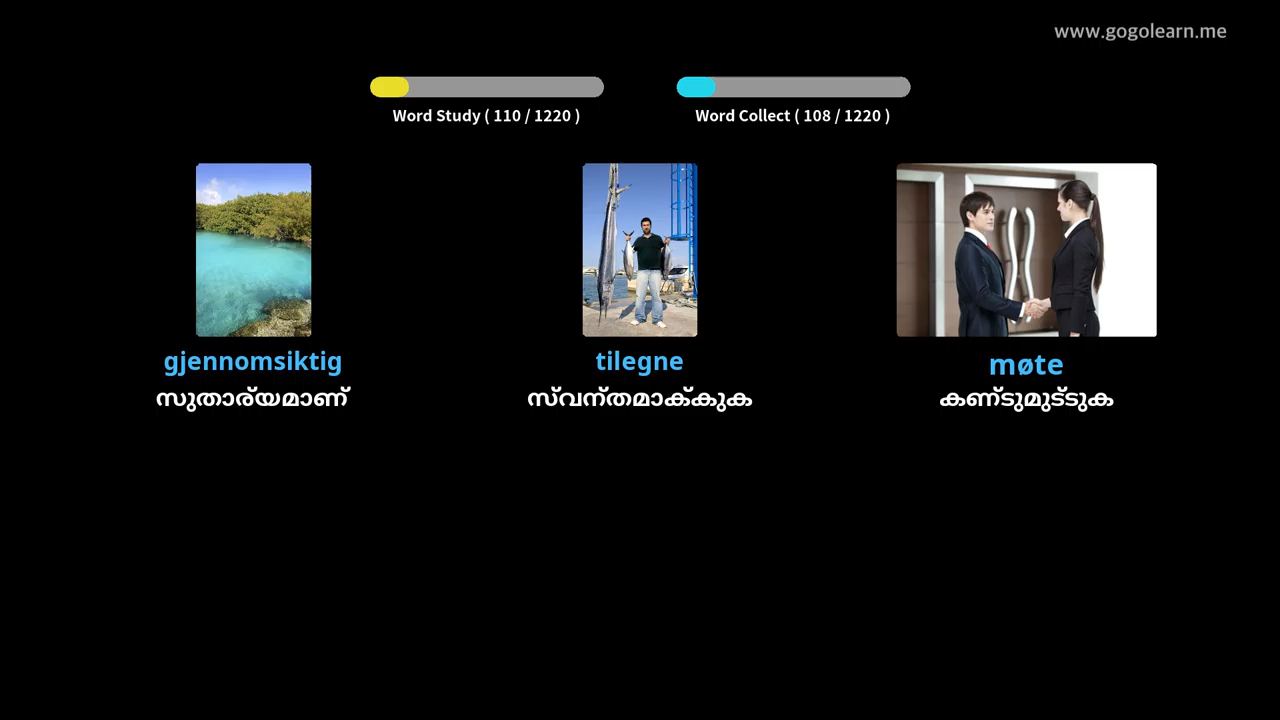 www.gogolearn.me
Word Study ( 110 / 1220 )
Word Collect ( 108 / 1220 )
gjennomsiktig
tilegne
møte
സുതാര്യമാണ്
സ്വന്തമാക്കുക
കണ്ടുമുട്ടുക